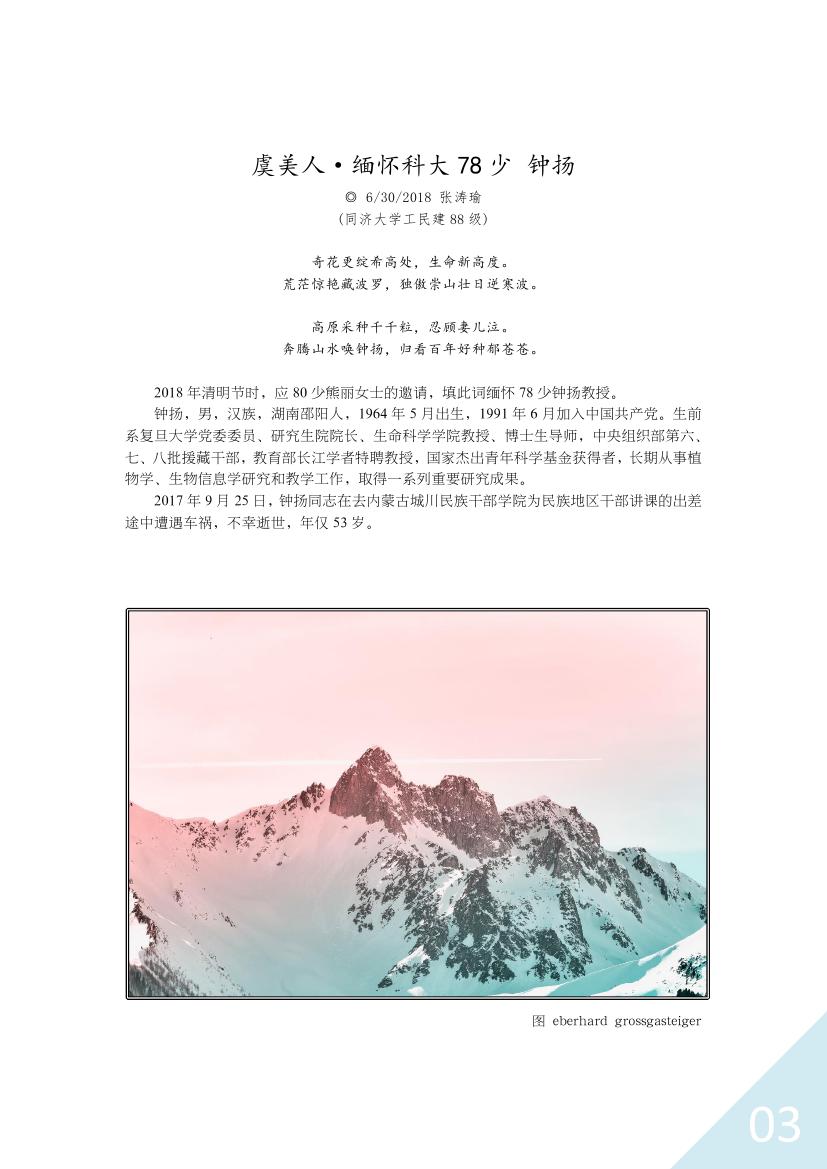 虞美人·缅怀科大 78 少 钟扬
◎ 6/30/2018 张涛瑜
(同济大学工民建 88 级)
奇花更绽希高处，生命新高度。
荒茫惊艳藏波罗，独傲崇山壮日逆寒波。
高原采种千千粒，忍顾妻儿泣。
奔腾山水唤钟扬，归看百年好种郁苍苍。
2018 年清明节时，应 80 少熊丽女士的邀请，填此词缅怀 78 少钟扬教授。
钟扬，男，汉族，湖南邵阳人，1964 年 5 月出生，1991 年 6 月加入中国共产党。生前
系复旦大学党委委员、研究生院院长、生命科学学院教授、博士生导师，中央组织部第六、
七、八批援藏干部，教育部长江学者特聘教授，国家杰出青年科学基金获得者，长期从事植
物学、生物信息学研究和教学工作，取得一系列重要研究成果。
2017 年 9 月 25 日，钟扬同志在去内蒙古城川民族干部学院为民族地区干部讲课的出差
途中遭遇车祸，不幸逝世，年仅 53 岁。
图 eberhard grossgasteiger
03